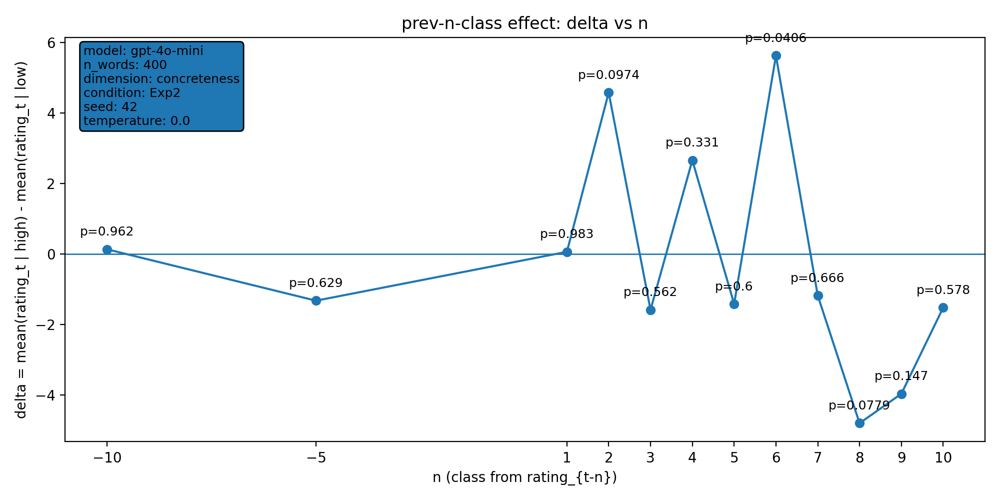 prev-n-class effect: delta vs n
model: gpt-4o-mini
n_words: 400
dimension: concreteness
condition: Exp2
seed: 42
temperature: 0.0
delta = mean(rating_t | high) - mean(rating_t | low)
6
4
2
0
−2
−4
p=0.962
p=0.629
p=0.983
p=0.0974
p=0.562
p=0.331
p=0.6
p=0.0406
p=0.666
p=0.0779
p=0.147
p=0.578
−10
−5
1
2
3
4
5
6
7
8
9
10
n (class from rating_{t-n})